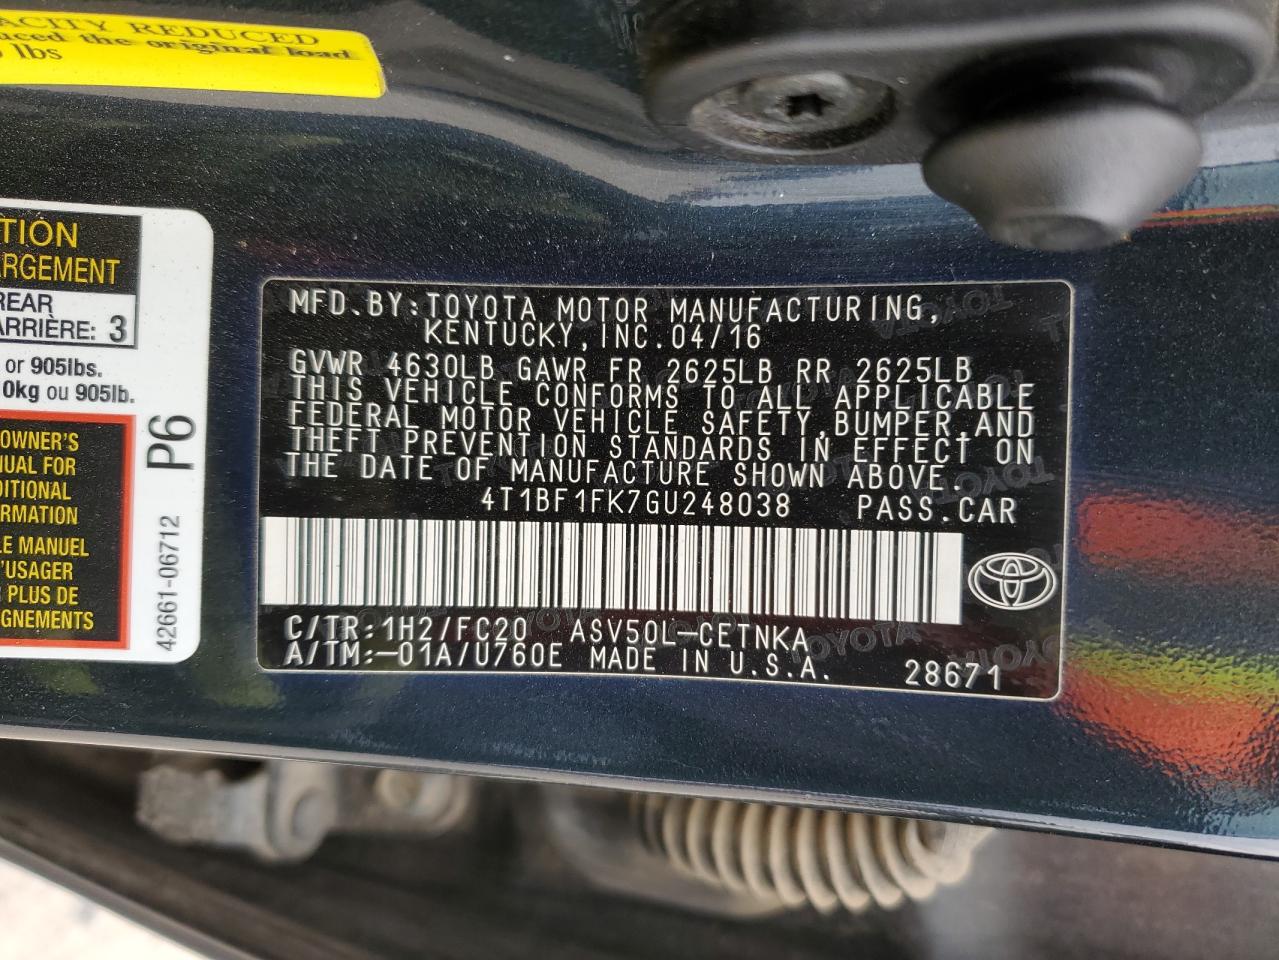 ACITY REDUCED
uced the original load
lbs
TION
ARGEMENT
REAR
ARRIÈRE: 3
or 905lbs.
0kg ou 905lb.
OWNER'S
NUAL FOR
DITIONAL
RMATION
LE MANUEL
'USAGER
PLUS DE
GNEMENTS
P6
42661-06712
MFD.BY:TOYOTA MOTOR MANUFACTURING,
KENTUCKY,INC.04/16
GVWR 4630LB GAWR FR 2625LB RR 2625LB
THIS VEHICLE CONFORMS TO ALL APPLICABLE
FEDERAL MOTOR VEHICLE SAFETY,BUMPER,AND
THEFT PREVENTION STANDARDS IN EFFECT ON
THE DATE OF MANUFACTURE SHOWN ABOVE.
4T1BF1FK7GU248038 PASS.CAR
C/TR:1H2/FC20 ASV50L-CETNKA
A/TM:-01A/U760E MADE IN U.S.A. 28671